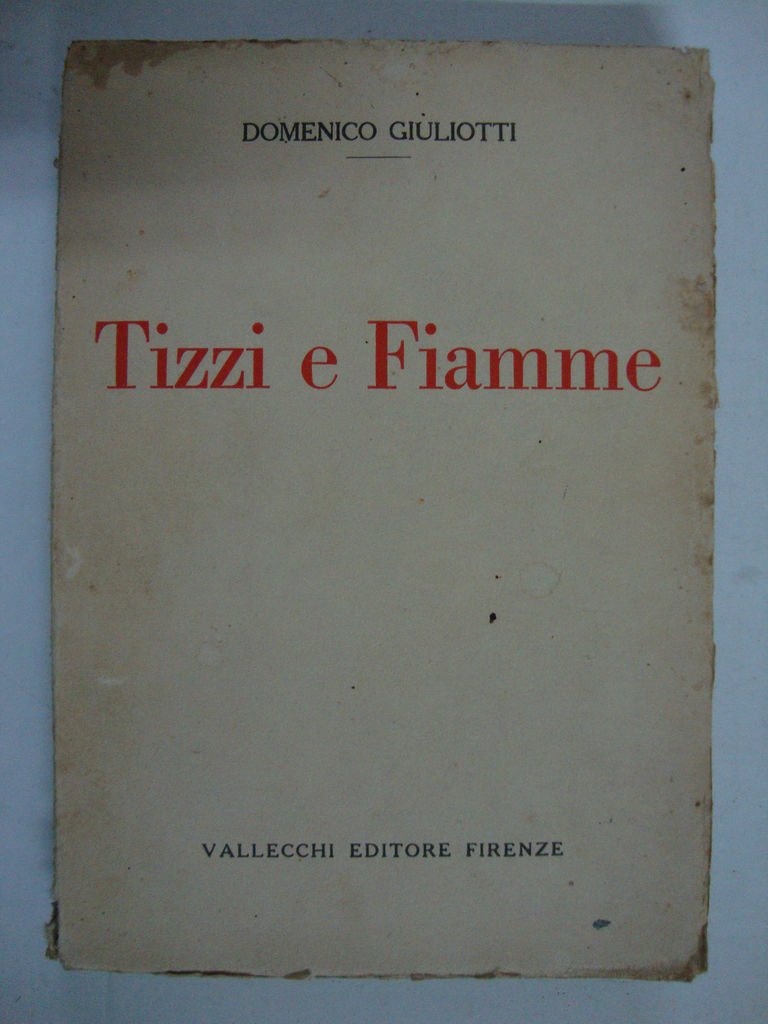 DOMENICO GIULIOTTI
Tizzi e Fiamme
VALLECCHI EDITORE FIRENZE